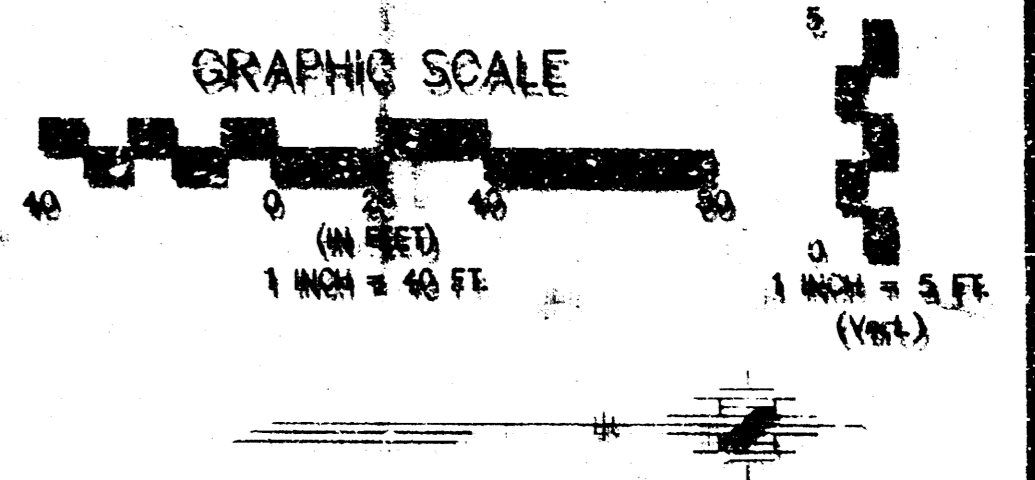 GRAPHIC SCALE
40 0 20 40 80
(IN FEET)
1 INCH = 40 FT.
5
0
1 INCH = 5 FT.
(Vert.)